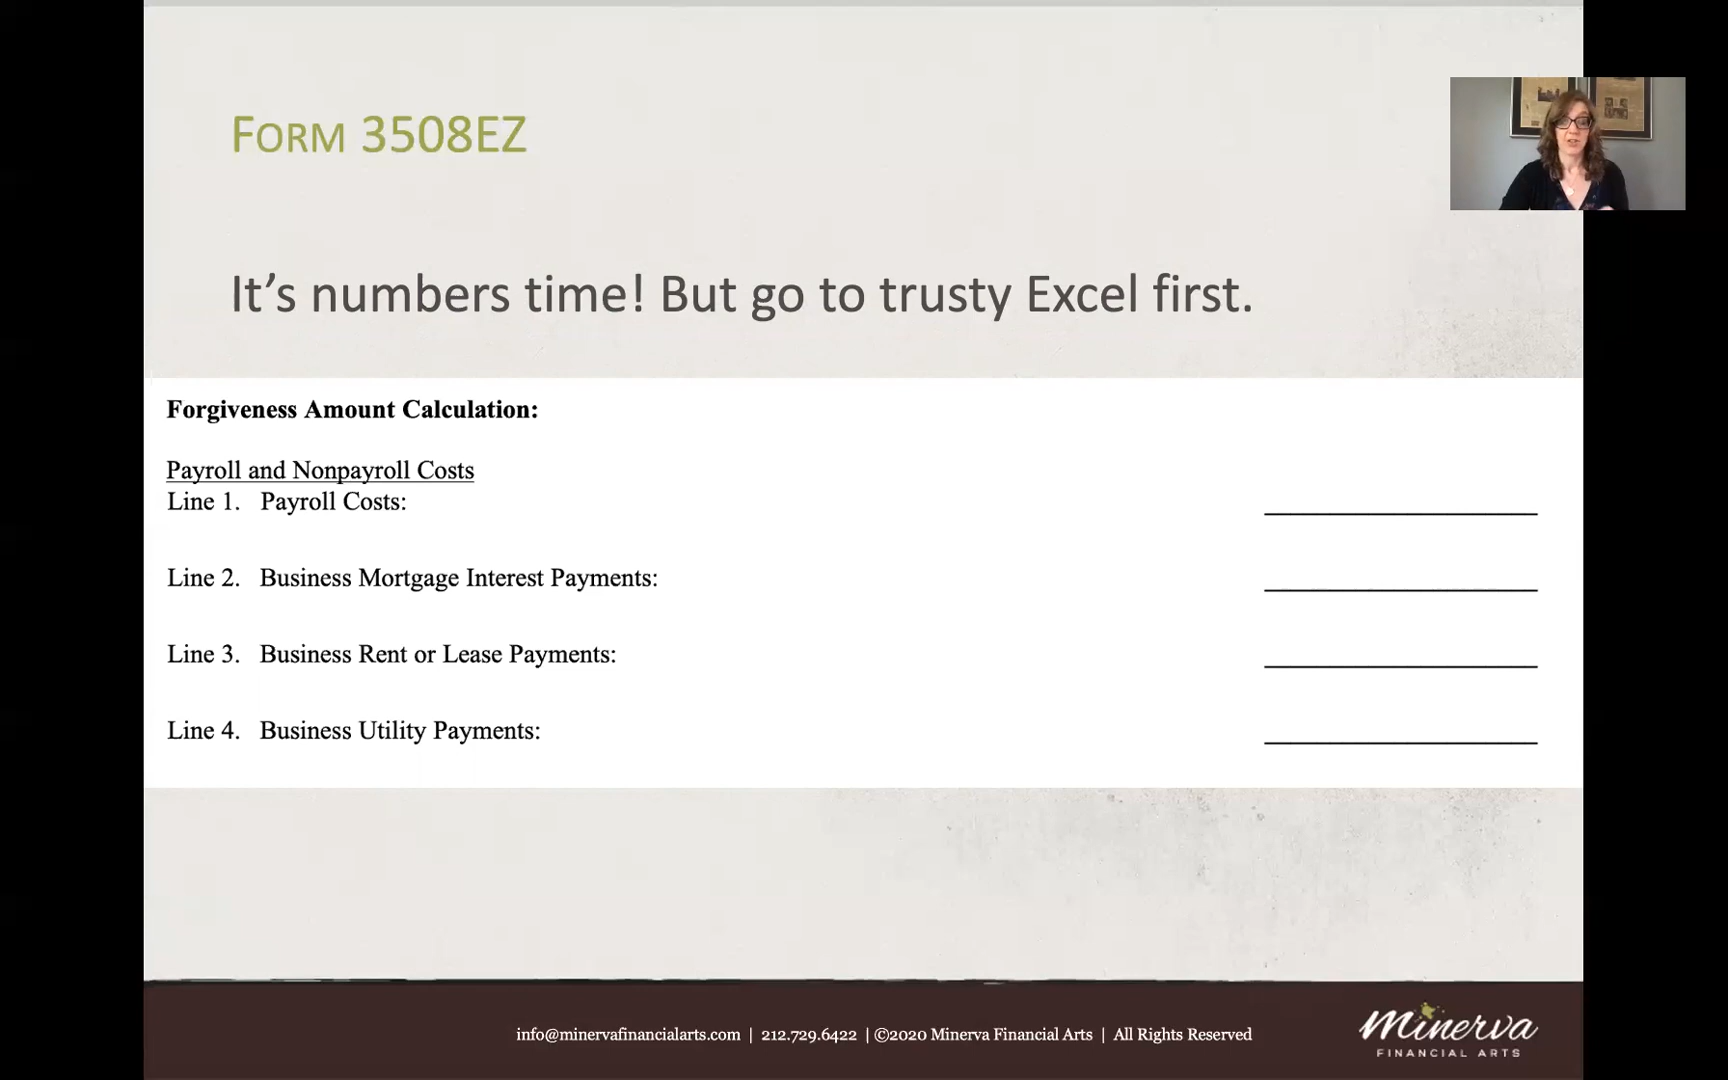 FORM 3508EZ
It's numbers time! But go to trusty Excel first.
Forgiveness Amount Calculation:
Payroll and Nonpayroll Costs
Line 1. Payroll Costs:
Line 2. Business Mortgage Interest Payments:
Line 3. Business Rent or Lease Payments:
Line 4. Business Utility Payments:
info@minervafinancialarts.com | 212.729.6422 | ©2020 Minerva Financial Arts | All Rights Reserved
Minerva
FINANCIAL ARTS